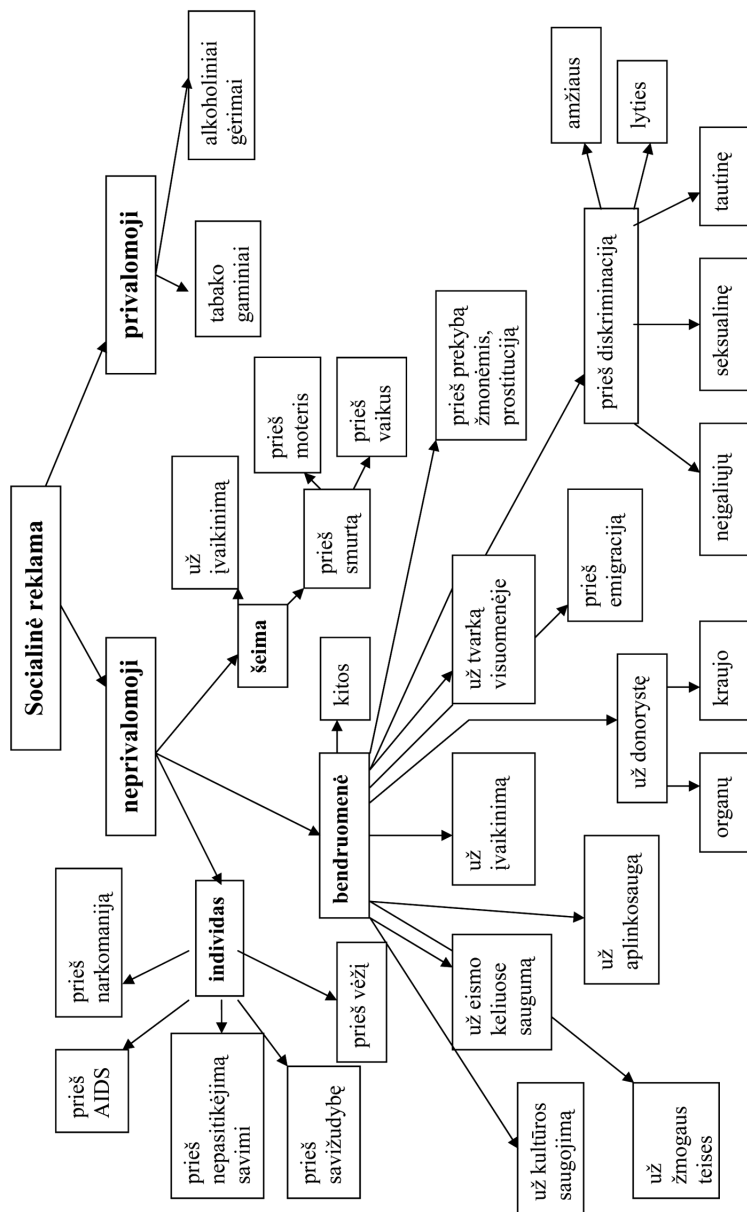 Socialinė reklama
neprivalomoji
privalomoji
tabako
gaminiai
alkoholiniai
gėrimai
individas
šeima
bendruomenė
prieš
AIDS
prieš
narkomaniją
prieš
nepasitikėjimą
savimi
prieš
savižudybę
prieš vėžį
už
įvaikinimą
prieš
smurtą
prieš
moteris
prieš
vaikus
kitos
už kultūros
saugojimą
už eismo
keliuose
saugumą
už
žmogaus
teises
už
aplinkosaugą
už
įvaikinimą
už donorystę
organų
kraujo
už tvarką
visuomenėje
prieš
emigraciją
prieš prekybą
žmonėmis,
prostituciją
prieš diskriminaciją
neįgaliųjų
seksualinę
tautinę
lyties
amžiaus